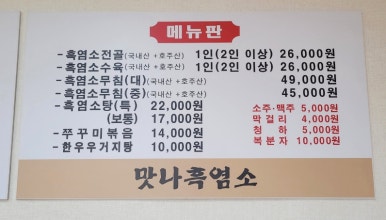 메뉴판
-흑염소전골(국내산+호주산) 1인(2인 이상) 26,000원
-흑염소수육(국내산+호주산) 1인(2인 이상) 26,000원
-흑염소무침(대)(국내산+호주산) 49,000원
-흑염소무침(중)(국내산+호주산) 45,000원
-흑염소탕(특) 22,000원
(보통) 17,000원
-쭈꾸미볶음 14,000원
-한우우거지탕 10,000원
소주·맥주 5,000원
막걸리 4,000원
청하 5,000원
복분자 10,000원
맛나흑염소